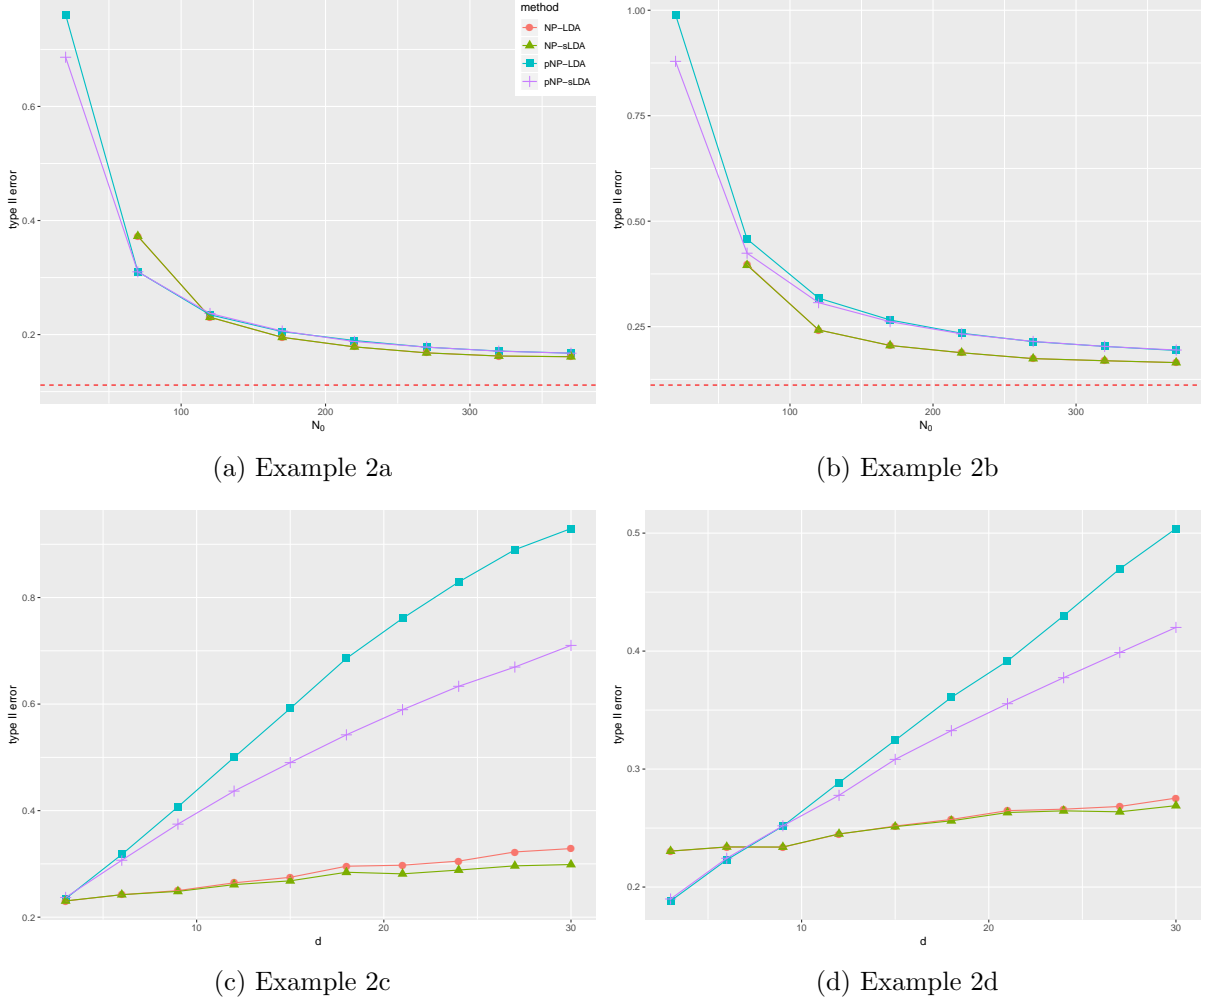 method
NP−LDA
NP−sLDA
pNP−LDA
pNP−sLDA
0.6
0.4
0.2
type II error
100
200
300
N₀
(a) Example 2a
1.00
0.75
0.50
0.25
type II error
100
200
300
N₀
(b) Example 2b
0.8
0.6
0.4
0.2
type II error
10
20
30
d
(c) Example 2c
0.5
0.4
0.3
0.2
type II error
10
20
30
d
(d) Example 2d